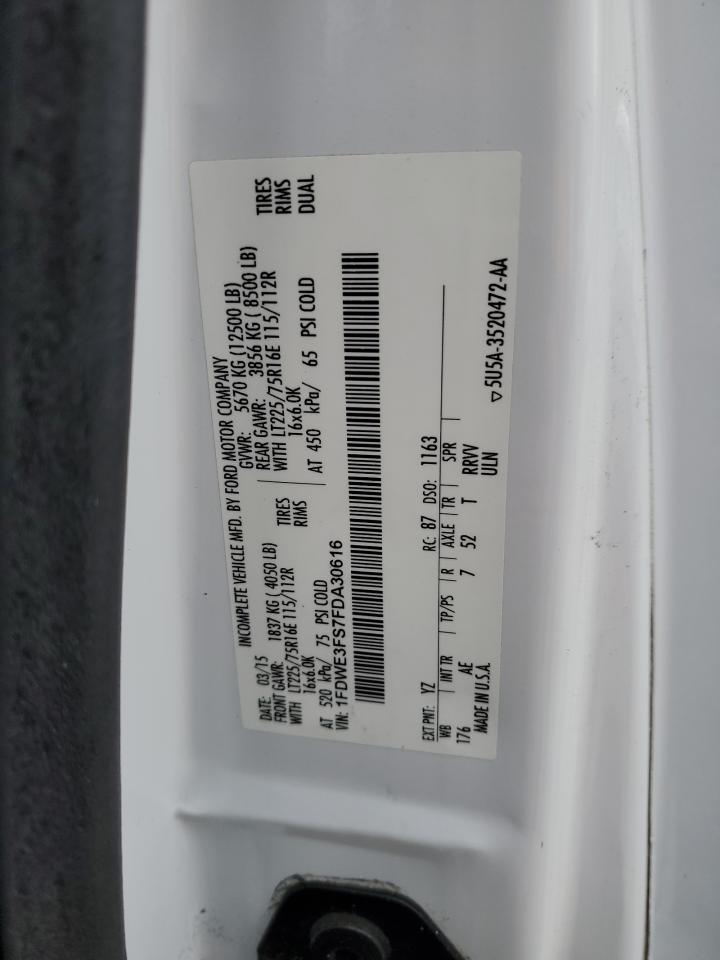 INCOMPLETE VEHICLE MFD. BY FORD MOTOR COMPANY
DATE: 03/15 GVWR: 5670 KG (12500 LB)
FRONT GAWR: 1837 KG ( 4050 LB) REAR GAWR: 3856 KG ( 8500 LB)
WITH LT225/75R16E 115/112R TIRES WITH LT225/75R16E 115/112R TIRES
16x6.0K RIMS 16x6.0K RIMS
AT 520 kPa/ 75 PSI COLD AT 450 kPa/ 65 PSI COLD DUAL
VIN: 1FDWE3FS7FDA30616
EXT PNT: YZ RC: 87 DSO: 1163
WB INT TR TP/PS R AXLE TR SPR
176 AE 7 52 T RRVV
MADE IN U.S.A. ULN
▽5U5A-3520472-AA